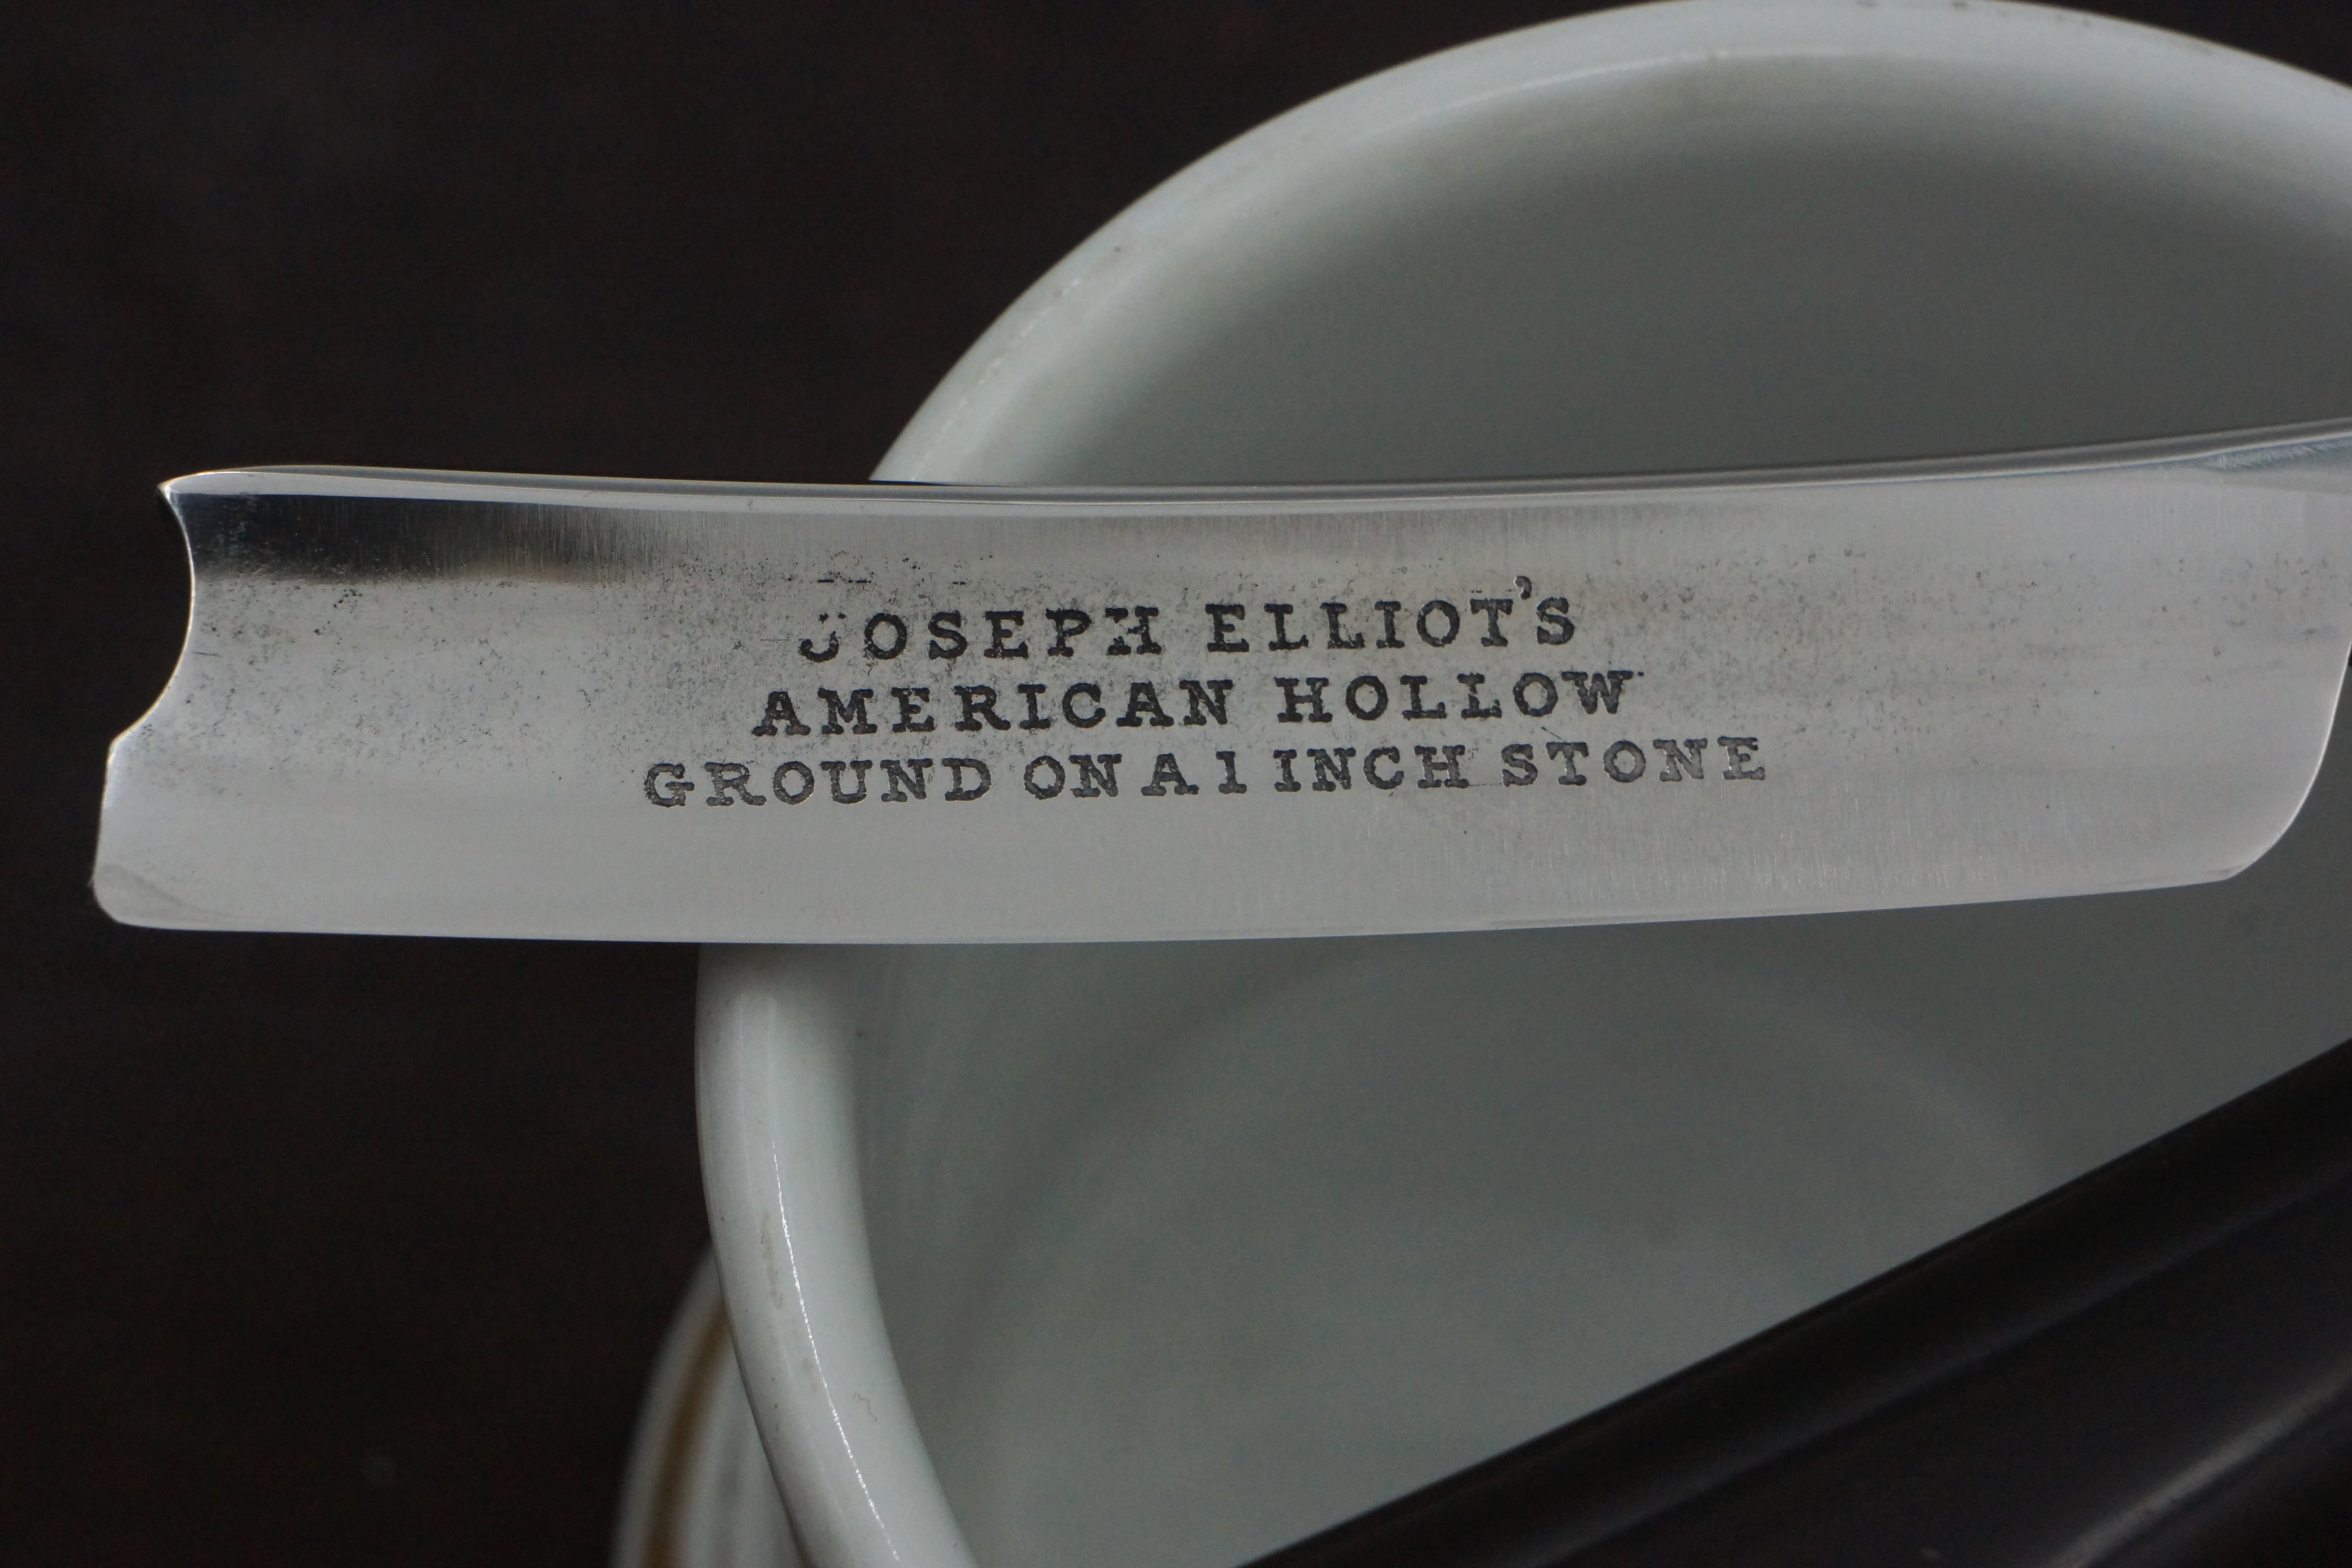 JOSEPH ELLIOT'S
AMERICAN HOLLOW
GROUND ON A 1 INCH STONE